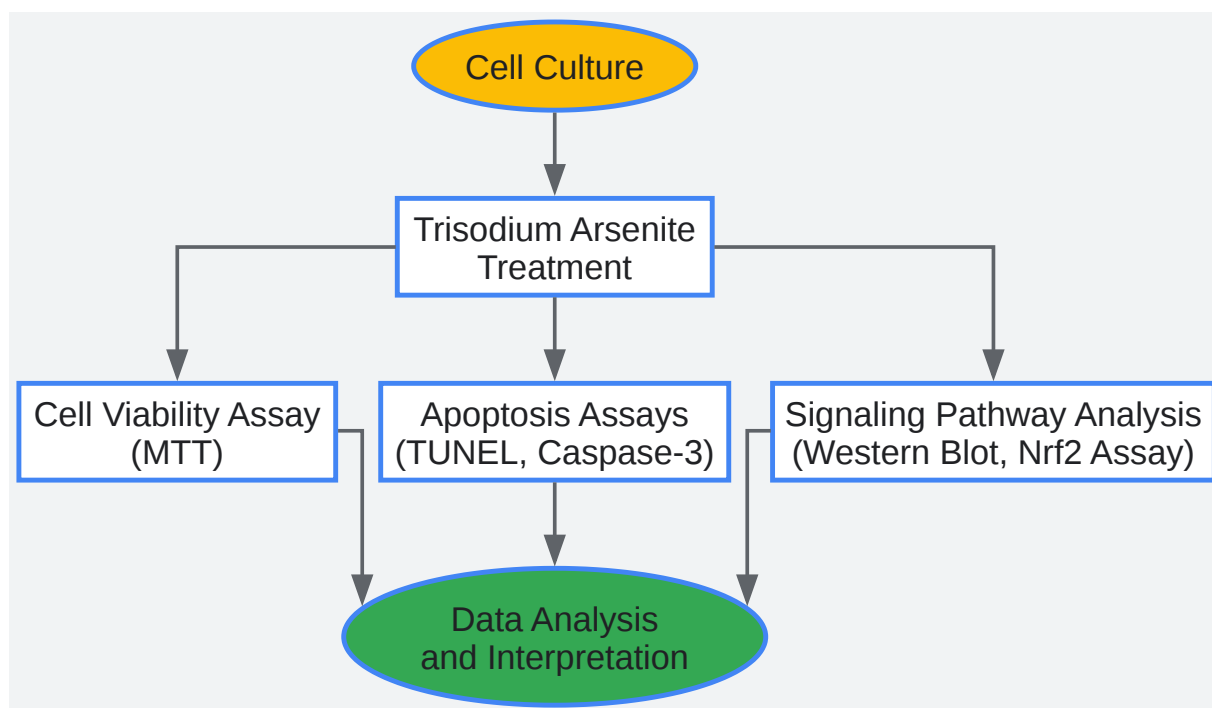 Cell Culture
Trisodium Arsenite
Treatment
Cell Viability Assay
(MTT)
Apoptosis Assays
(TUNEL, Caspase-3)
Signaling Pathway Analysis
(Western Blot, Nrf2 Assay)
Data Analysis
and Interpretation